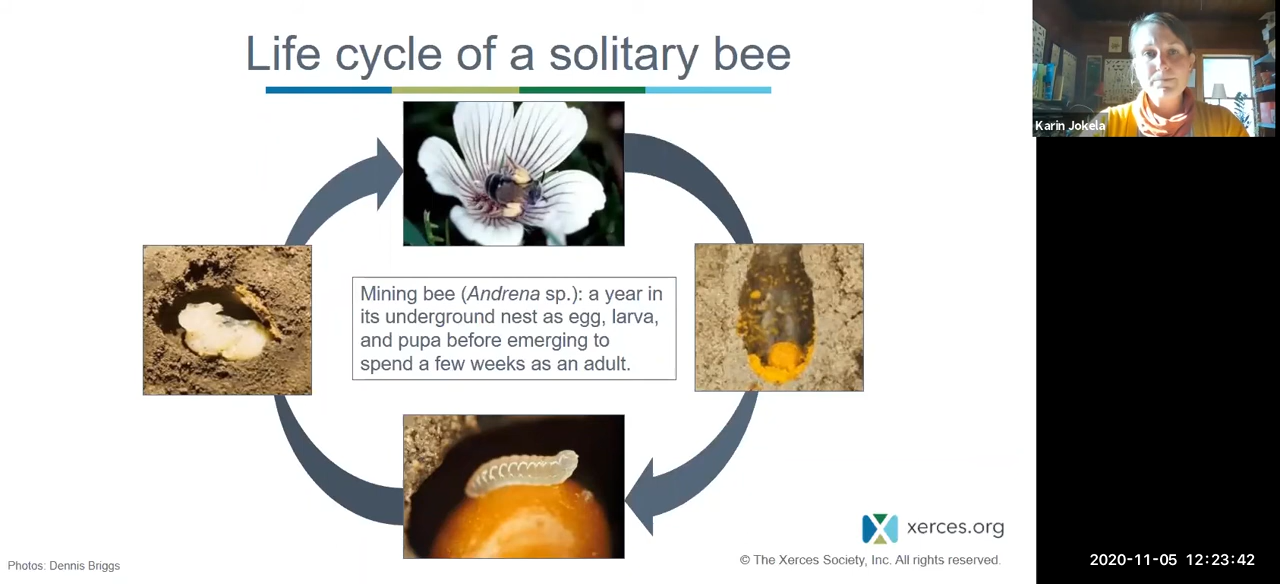 Life cycle of a solitary bee
Karin Jokela
Mining bee (Andrena sp.): a year in
its underground nest as egg, larva,
and pupa before emerging to
spend a few weeks as an adult.
xerces.org
Photos: Dennis Briggs
© The Xerces Society, Inc. All rights reserved.
2020-11-05 12:23:42